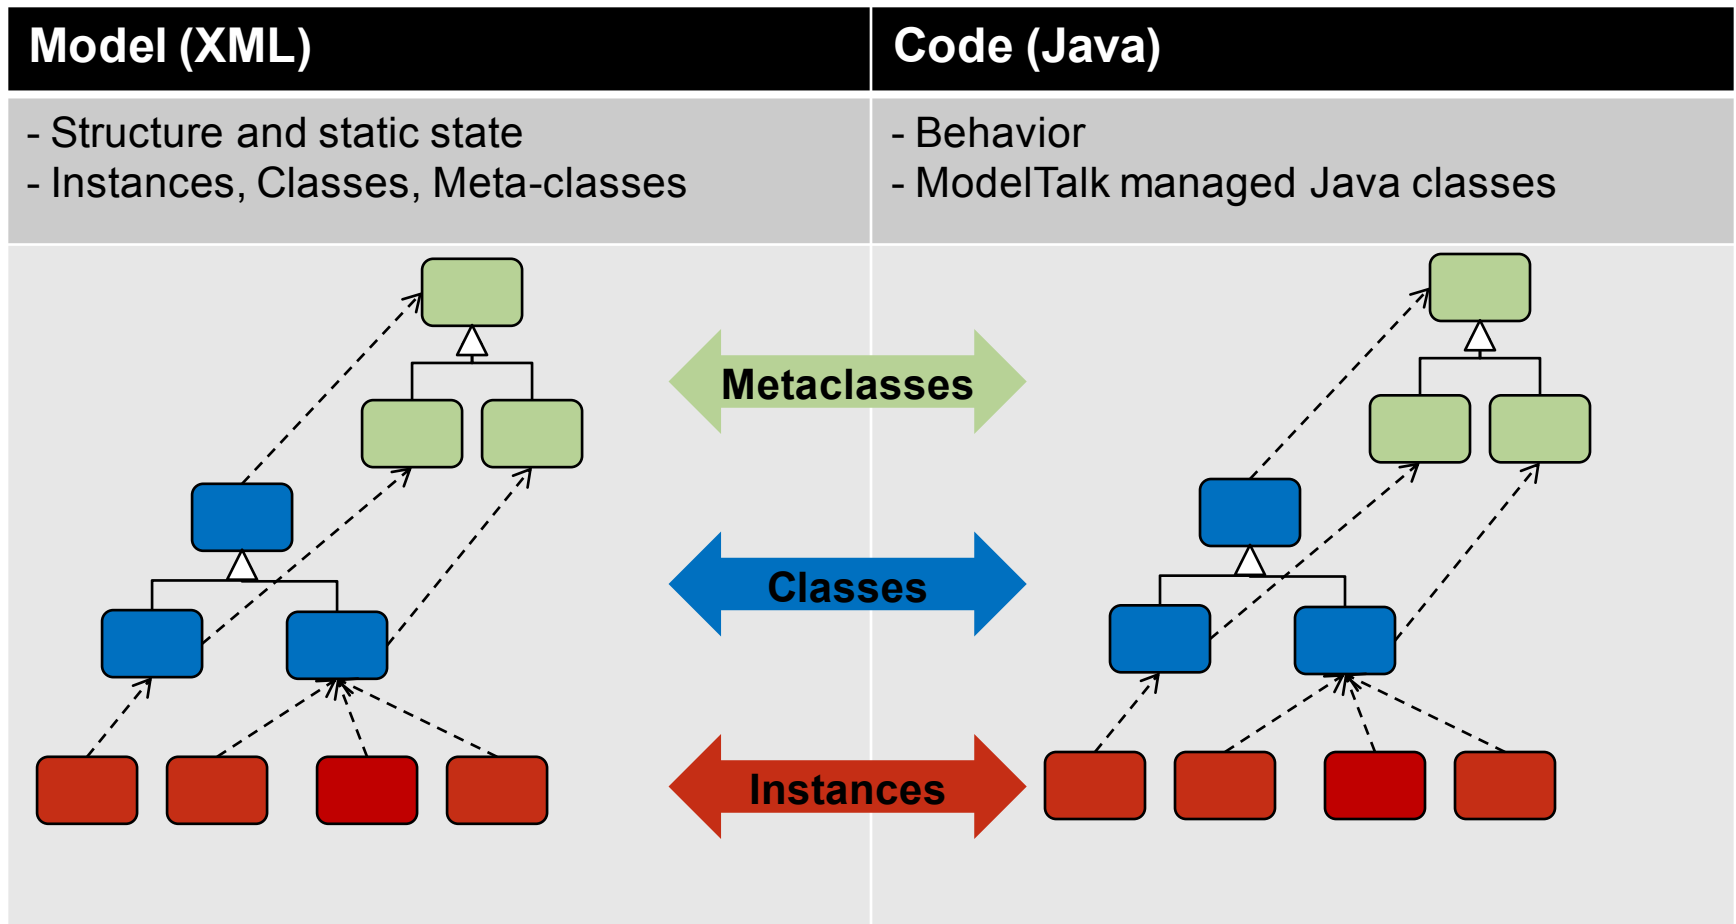 Model (XML)
Code (Java)
- Structure and static state
- Instances, Classes, Meta-classes
- Behavior
- ModelTalk managed Java classes
Metaclasses
Classes
Instances